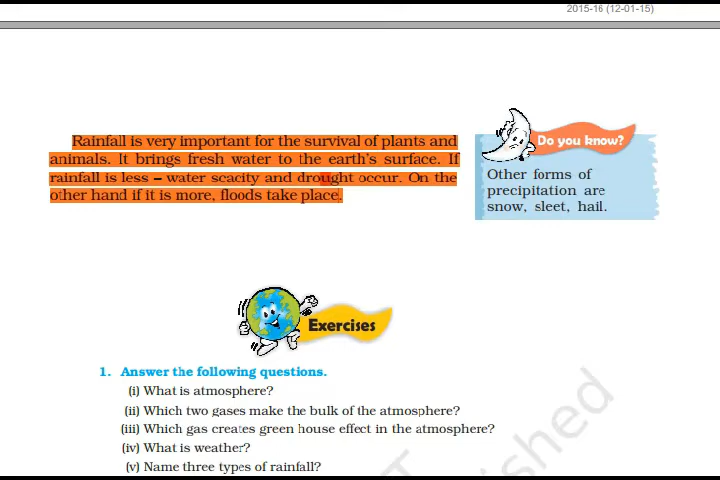 2015-16 (12-01-15)
Rainfall is very important for the survival of plants and
animals. It brings fresh water to the earth's surface. If
rainfall is less – water scacity and drought occur. On the
other hand if it is more, floods take place.
Do you know?
Other forms of
precipitation are
snow, sleet, hail.
Exercises
1. Answer the following questions.
(i) What is atmosphere?
(ii) Which two gases make the bulk of the atmosphere?
(iii) Which gas creates green house effect in the atmosphere?
(iv) What is weather?
(v) Name three types of rainfall?